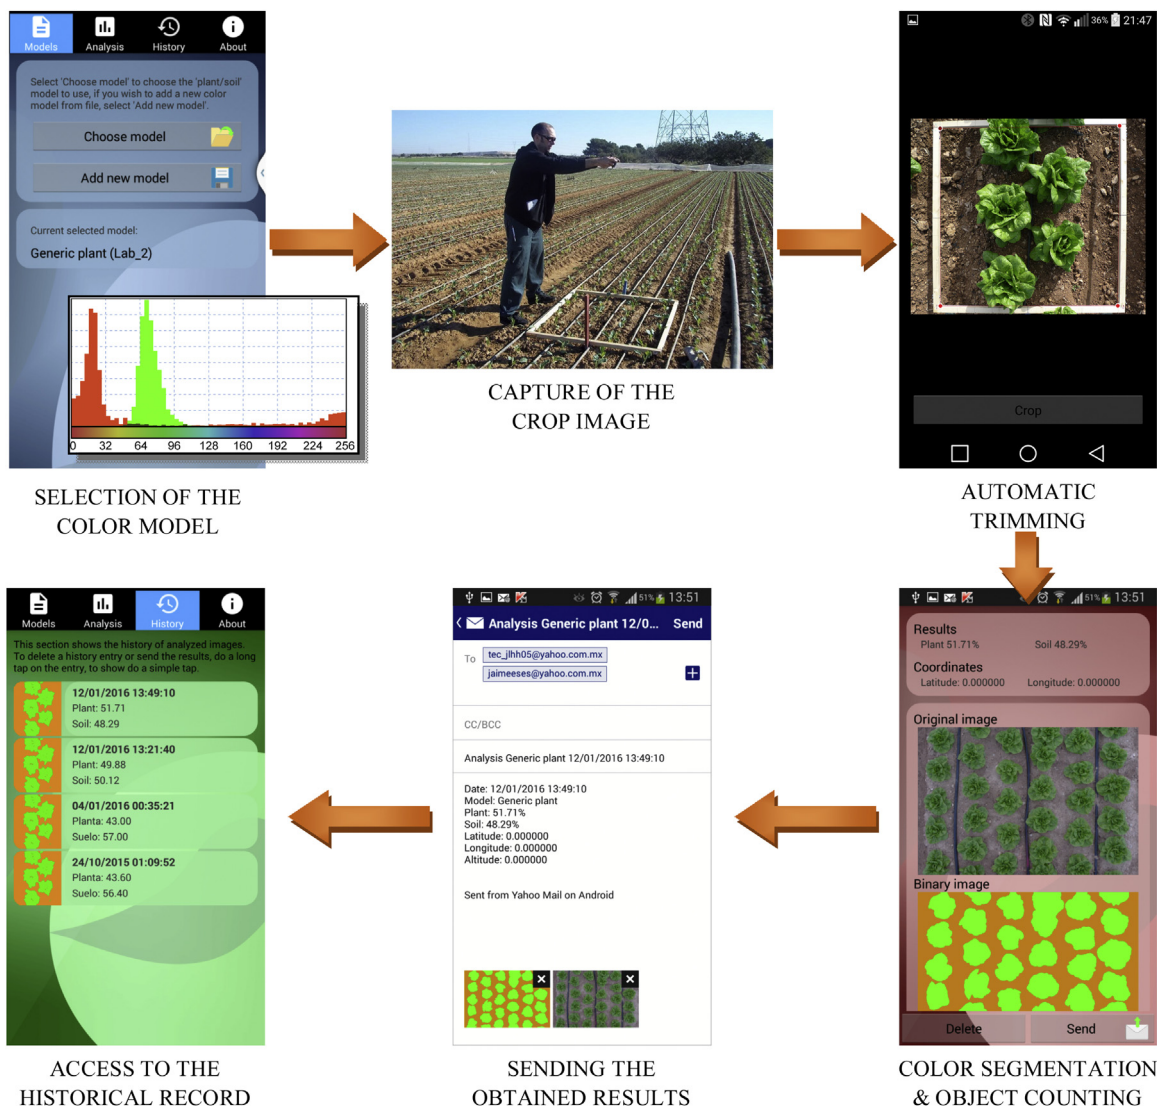 Models
Analysis
History
About
Select 'Choose model' to choose the 'plant/soil'
model to use, if you wish to add a new color
model from file, select 'Add new model'.
Choose model
Add new model
Current selected model:
Generic plant (Lab_2)
0 32 64 96 128 160 192 224 256
SELECTION OF THE
COLOR MODEL
CAPTURE OF THE
CROP IMAGE
36% 21:47
Crop
AUTOMATIC
TRIMMING
Models
Analysis
History
About
This section shows the history of analyzed images.
To delete a history entry or send the results, do a long
tap on the entry, to show do a simple tap.
12/01/2016 13:49:10
Plant: 51.71
Soil: 48.29
12/01/2016 13:21:40
Plant: 49.88
Soil: 50.12
04/01/2016 00:35:21
Planta: 43.00
Suelo: 57.00
24/10/2015 01:09:52
Planta: 43.60
Suelo: 56.40
ACCESS TO THE
HISTORICAL RECORD
51% 13:51
Analysis Generic plant 12/0... Send
To
tec_jlhh05@yahoo.com.mx
jaimeeses@yahoo.com.mx
CC/BCC
Analysis Generic plant 12/01/2016 13:49:10
Date: 12/01/2016 13:49:10
Model: Generic plant
Plant: 51.71%
Soil: 48.29%
Latitude: 0.000000
Longitude: 0.000000
Altitude: 0.000000
Sent from Yahoo Mail on Android
SENDING THE
OBTAINED RESULTS
51% 13:51
Results
Plant 51.71% Soil 48.29%
Coordinates
Latitude: 0.000000 Longitude: 0.000000
Original image
Binary image
Delete
Send
COLOR SEGMENTATION
& OBJECT COUNTING